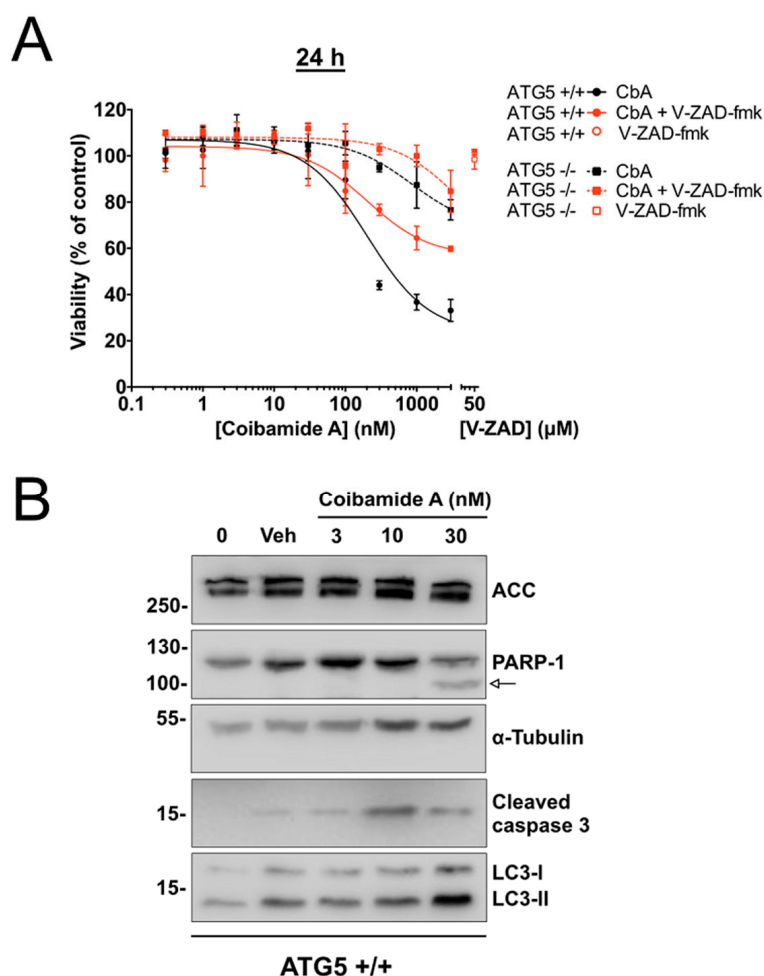 A
24 h
ATG5 +/+ CbA
ATG5 +/+ CbA + V-ZAD-fmk
ATG5 +/+ V-ZAD-fmk
ATG5 -/- CbA
ATG5 -/- CbA + V-ZAD-fmk
ATG5 -/- V-ZAD-fmk
Viability (% of control)
120
100
80
60
40
20
0
0.1 1 10 100 1000 50
[Coibamide A] (nM) [V-ZAD] (µM)
B
Coibamide A (nM)
0 Veh 3 10 30
250- ACC
130-
PARP-1
100-
55-
α-Tubulin
15- Cleaved
caspase 3
LC3-I
15-
LC3-II
ATG5 +/+